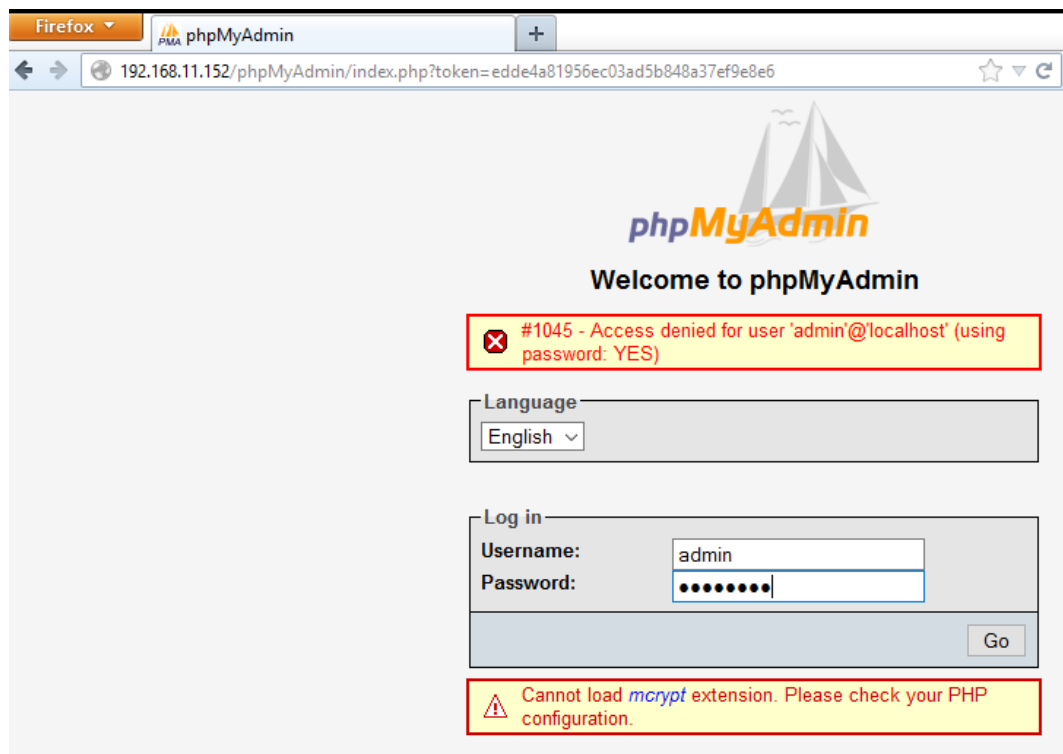 Firefox
PMA phpMyAdmin
192.168.11.152/phpMyAdmin/index.php?token=edde4a81956ec03ad5b848a37ef9e8e6
phpMyAdmin
Welcome to phpMyAdmin
#1045 - Access denied for user 'admin'@'localhost' (using
password: YES)
Language
English
Log in
Username: admin
Password: ••••••••
Go
Cannot load mcrypt extension. Please check your PHP
configuration.